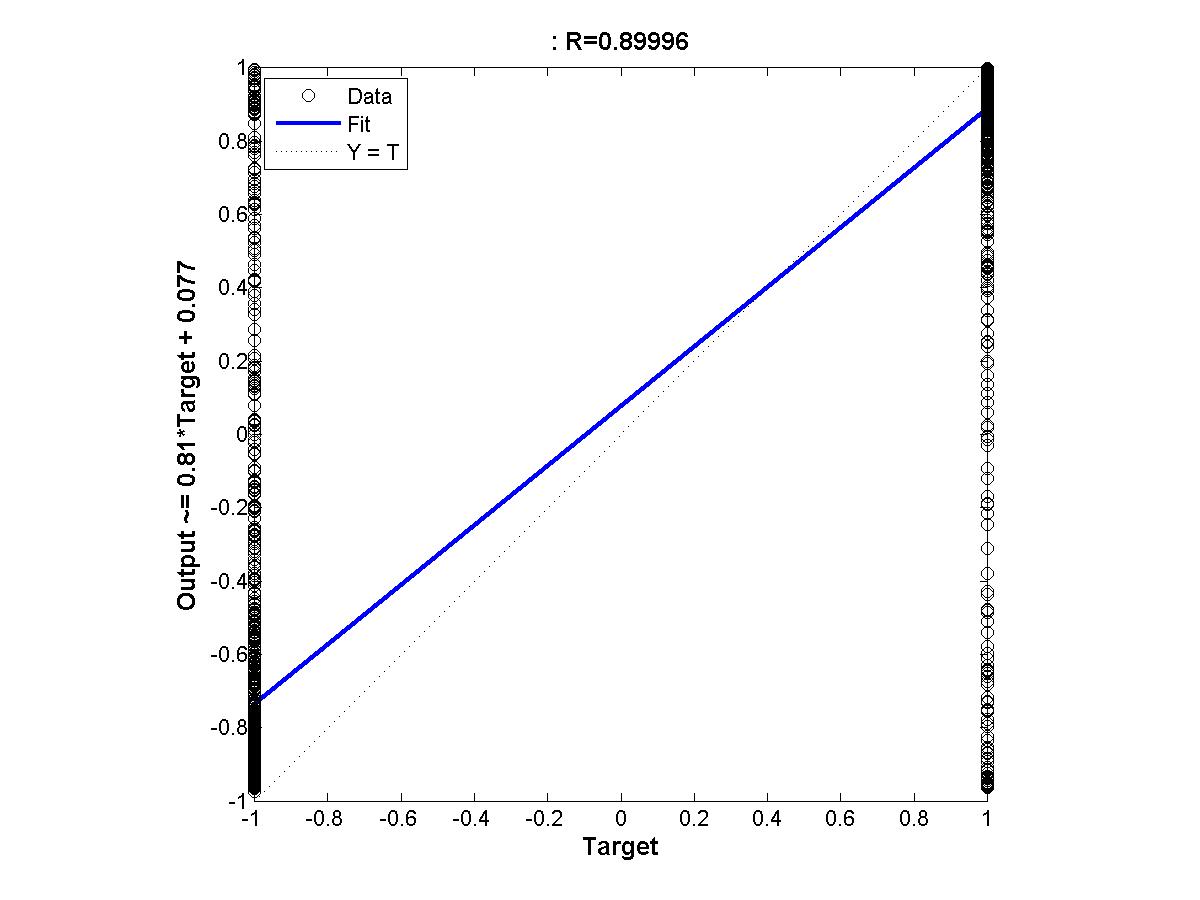 : R=0.89996
Data
Fit
Y = T
1
0.8
0.6
0.4
0.2
0
-0.2
-0.4
-0.6
-0.8
-1
Output ~= 0.81*Target + 0.077
-1 -0.8 -0.6 -0.4 -0.2 0 0.2 0.4 0.6 0.8 1
Target